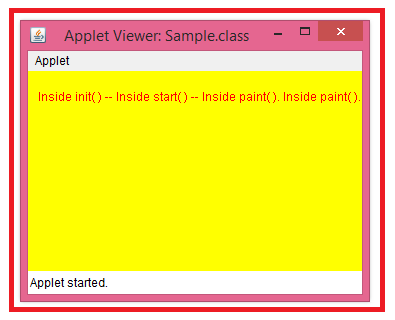 Applet Viewer: Sample.class
Applet
Inside init( ) -- Inside start( ) -- Inside paint( ). Inside paint( ).
Applet started.